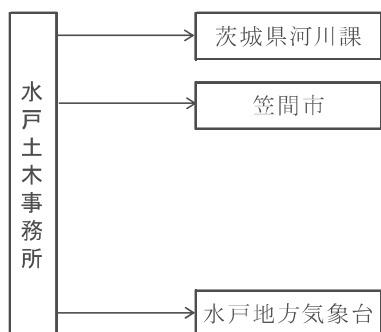 水戸土木事務所
茨城県河川課
笠間市
水戸地方気象台